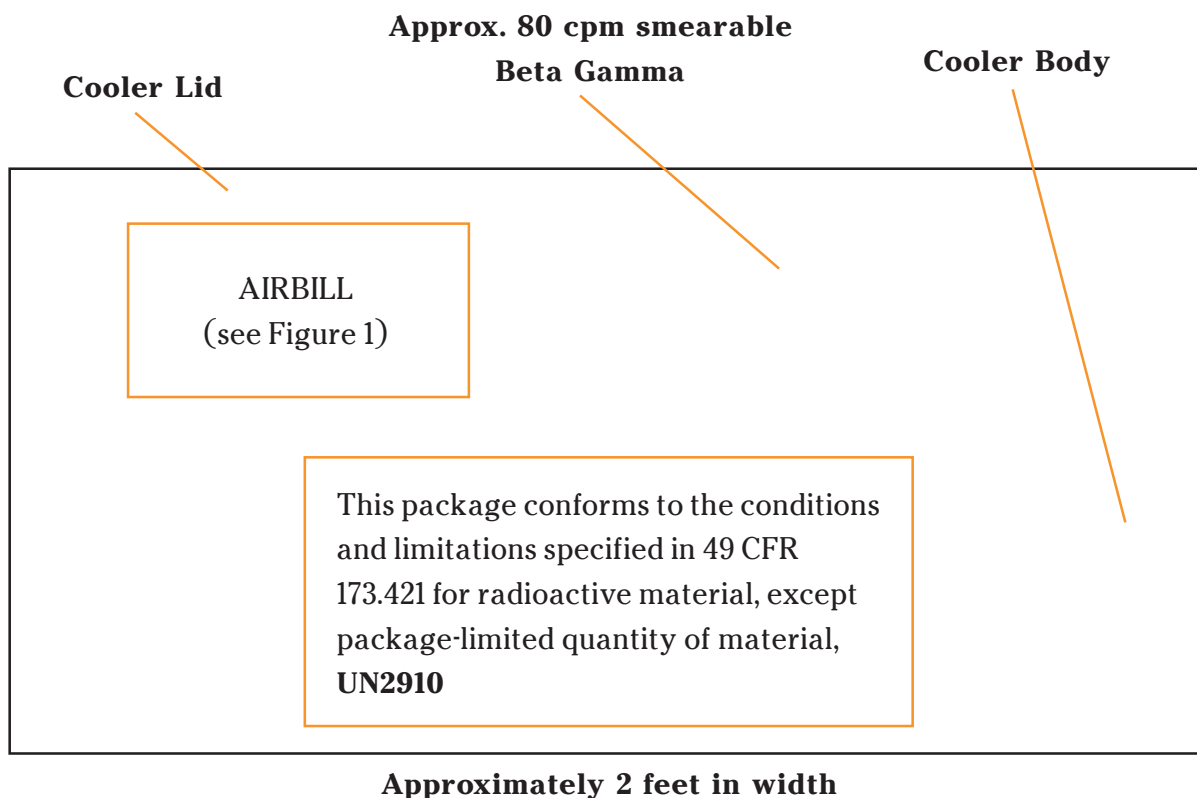 Approx. 80 cpm smearable
Beta Gamma
Cooler Lid
Cooler Body
AIRBILL
(see Figure 1)
This package conforms to the conditions
and limitations specified in 49 CFR
173.421 for radioactive material, except
package-limited quantity of material,
UN2910
Approximately 2 feet in width